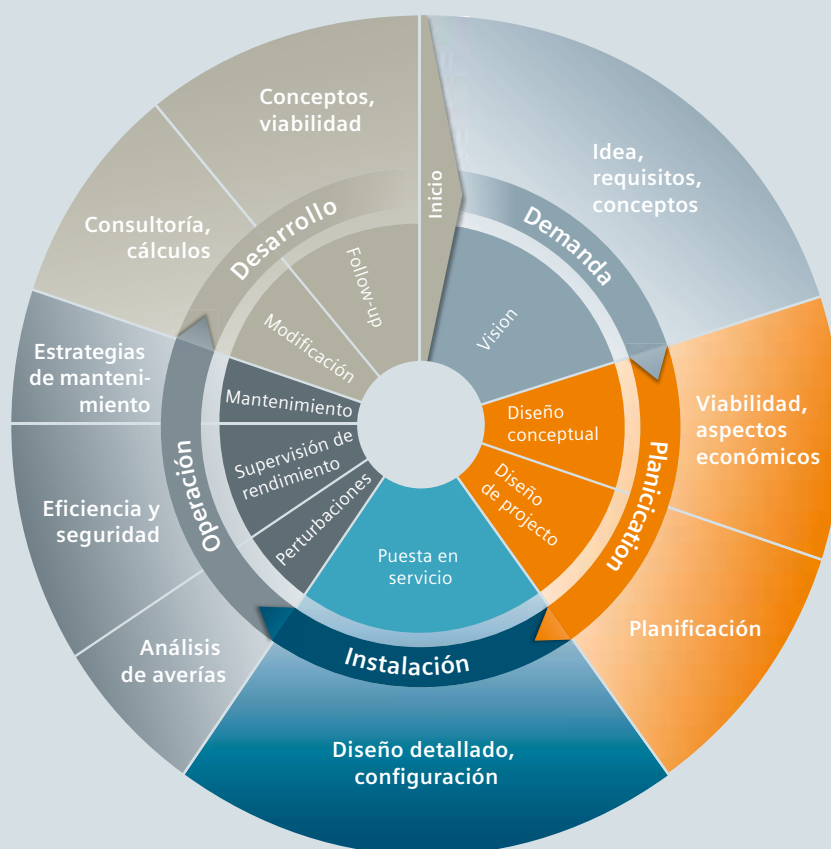 Inicio
Demanda
Idea,
requisitos,
conceptos
Vision
Planicication
Viabilidad,
aspectos
económicos
Diseño
conceptual
Planificación
Diseño
de projecto
Instalación
Diseño detallado,
configuración
Puesta en
servicio
Operación
Análisis
de averías
Perturbaciones
Eficiencia y
seguridad
Supervisión de
rendimiento
Estrategias
de manteni-
miento
Mantenimiento
Desarrollo
Consultoría,
cálculos
Modificación
Conceptos,
viabilidad
Follow-up